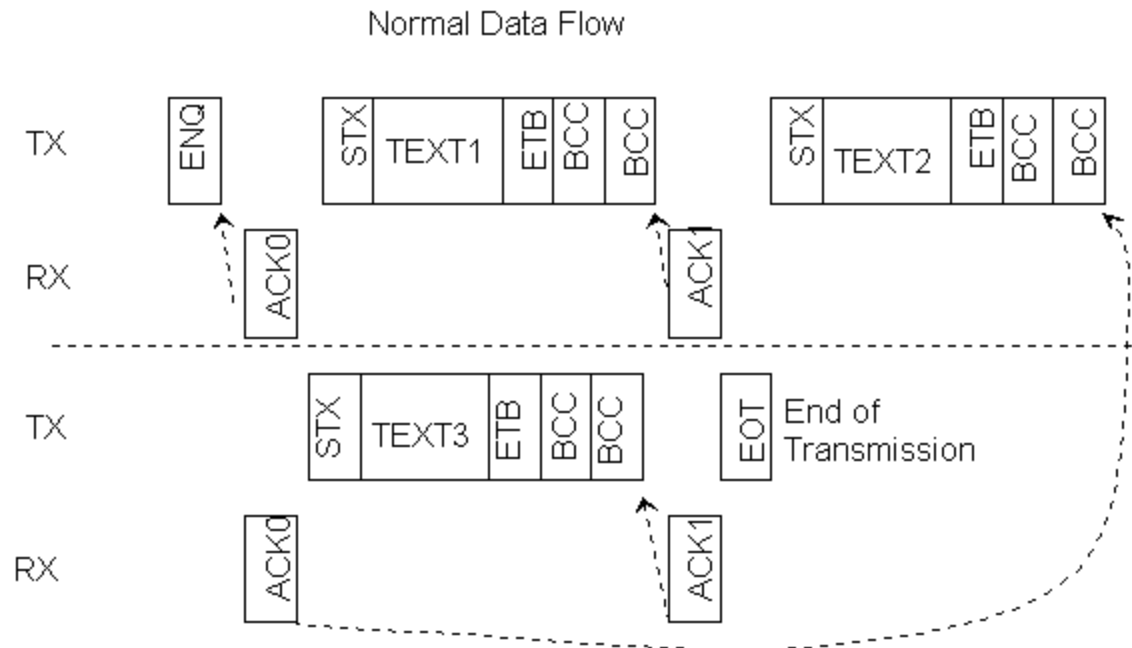 Normal Data Flow
TX
ENQ
STX
TEXT1
ETB
BCC
BCC
STX
TEXT2
ETB
BCC
BCC
RX
ACK0
ACK1
TX
STX
TEXT3
ETB
BCC
BCC
EOT
End of
Transmission
RX
ACK0
ACK1